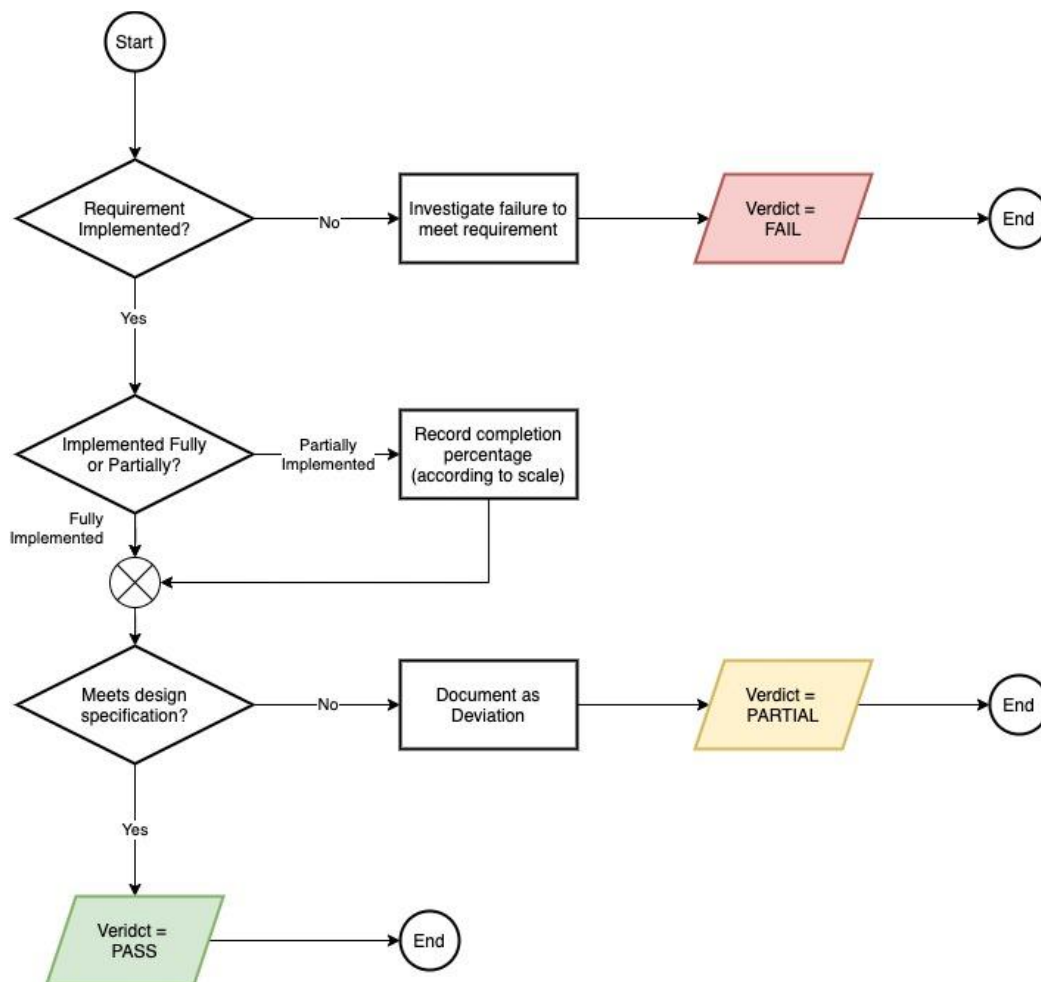 Start
Requirement
Implemented?
No
Investigate failure to
meet requirement
Verdict =
FAIL
End
Yes
Implemented Fully
or Partially?
Partially
Implemented
Record completion
percentage
(according to scale)
Fully
Implemented
Meets design
specification?
No
Document as
Deviation
Verdict =
PARTIAL
End
Yes
Veridct =
PASS
End